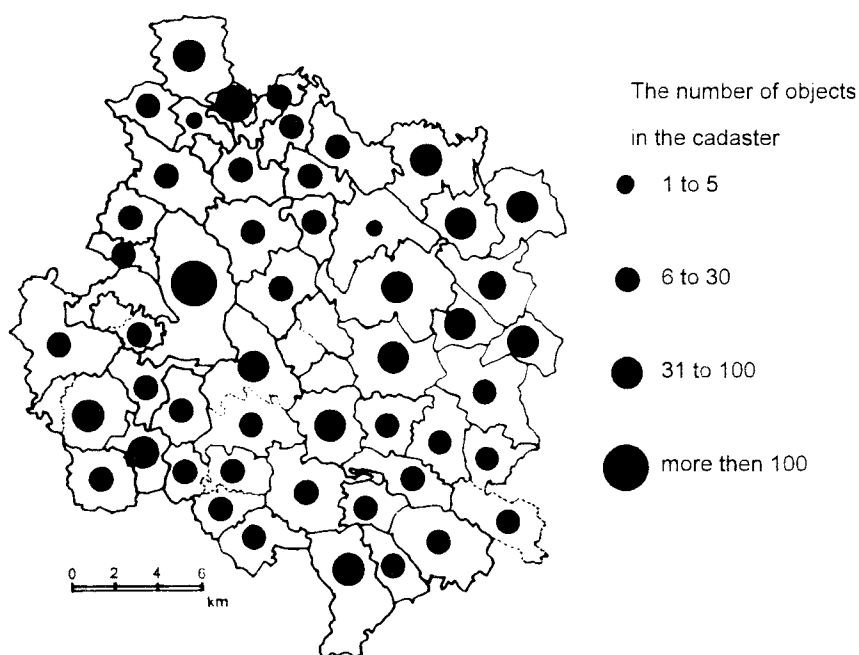 The number of objects
in the cadaster
1 to 5
6 to 30
31 to 100
more then 100
0 2 4 6
km